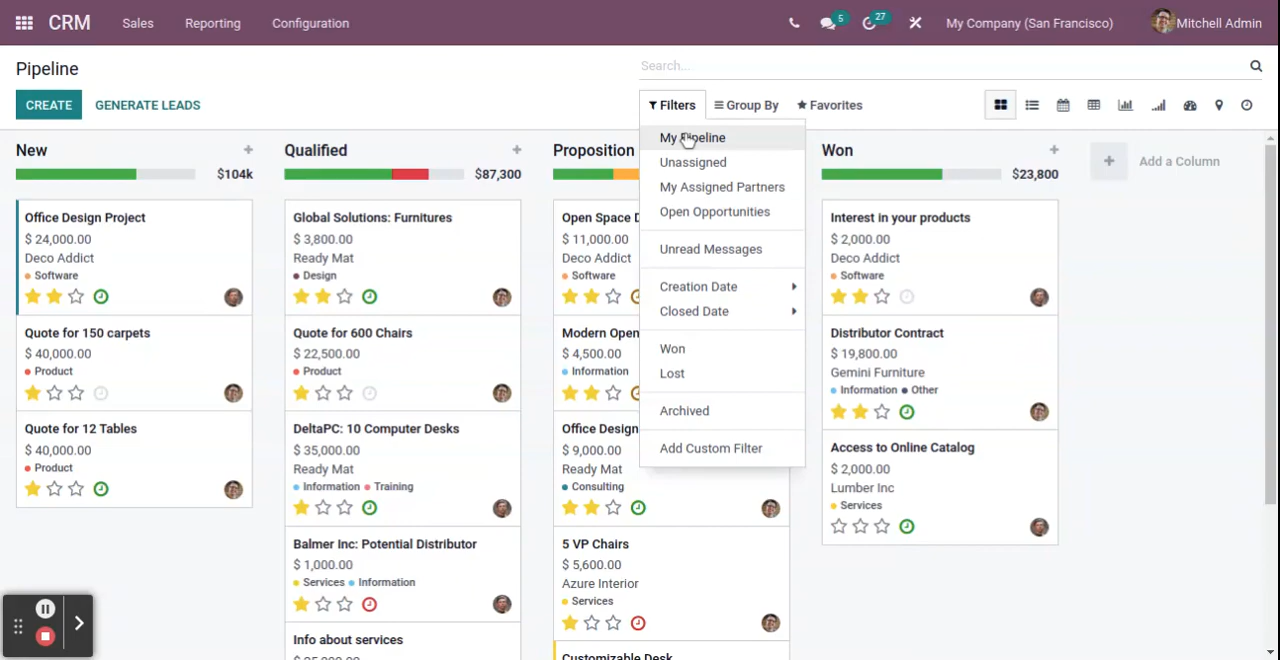 CRM Sales Reporting Configuration 5 27 My Company (San Francisco) Mitchell Admin
Pipeline
Search...
CREATE GENERATE LEADS
Filters Group By Favorites
My Pipeline
Unassigned
My Assigned Partners
Open Opportunities
Unread Messages
Creation Date
Closed Date
Won
Lost
Archived
Add Custom Filter
New
$104k
Office Design Project
$ 24,000.00
Deco Addict
Software
Quote for 150 carpets
$ 40,000.00
Product
Quote for 12 Tables
$ 40,000.00
Product
Qualified
$87,300
Global Solutions: Furnitures
$ 3,800.00
Ready Mat
Design
Quote for 600 Chairs
$ 22,500.00
Product
DeltaPC: 10 Computer Desks
$ 35,000.00
Ready Mat
Information Training
Balmer Inc: Potential Distributor
$ 1,000.00
Services Information
Info about services
Proposition
Open Space
$ 11,000.00
Deco Addict
Software
Modern Open
$ 4,500.00
Information
Office Design
$ 9,000.00
Ready Mat
Consulting
5 VP Chairs
$ 5,600.00
Azure Interior
Services
Customizable Desk
Won
$23,800
Interest in your products
$ 2,000.00
Deco Addict
Software
Distributor Contract
$ 19,800.00
Gemini Furniture
Information Other
Access to Online Catalog
$ 2,000.00
Lumber Inc
Services
Add a Column